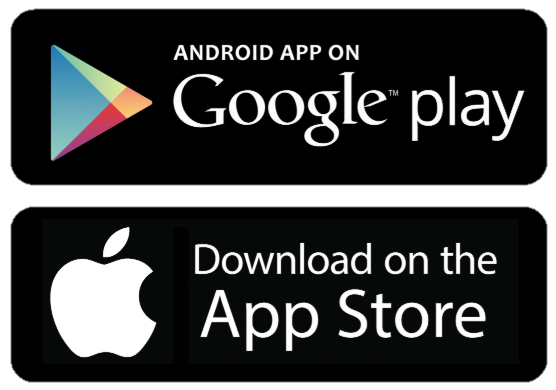 ANDROID APP ON
Google™ play
Download on the
App Store